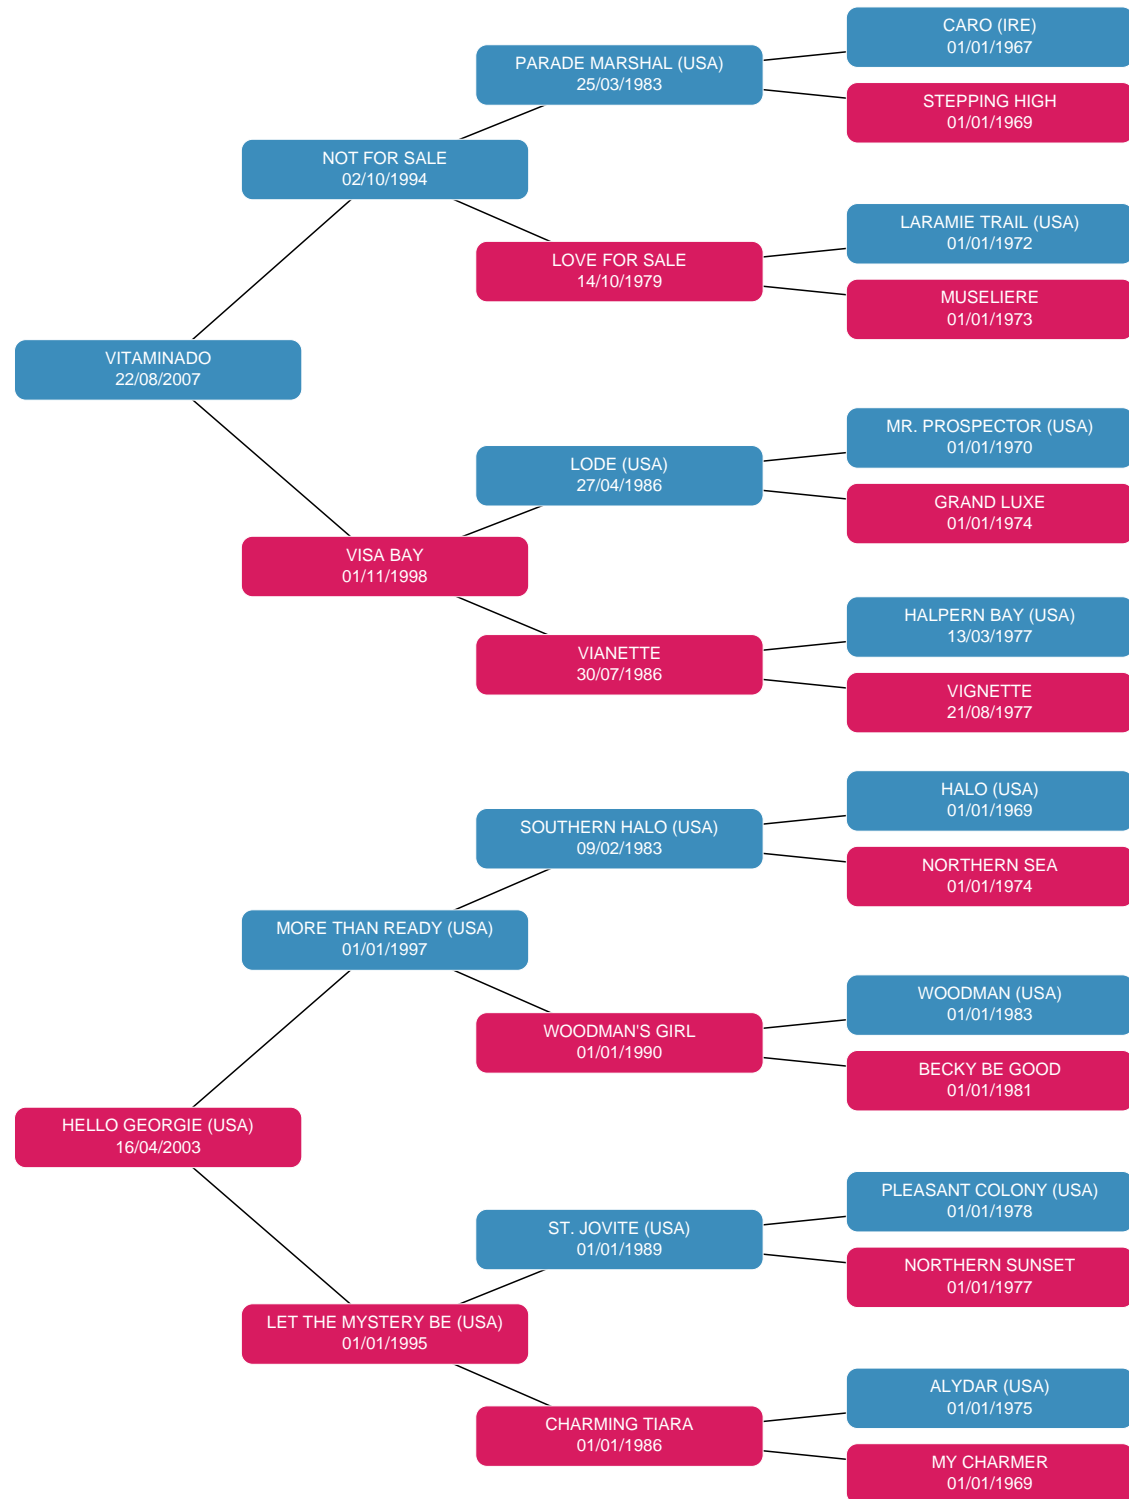 CARO (IRE)
01/01/1967
PARADE MARSHAL (USA)
25/03/1983
STEPPING HIGH
01/01/1969
NOT FOR SALE
02/10/1994
LARAMIE TRAIL (USA)
01/01/1972
LOVE FOR SALE
14/10/1979
MUSELIERE
01/01/1973
VITAMINADO
22/08/2007
MR. PROSPECTOR (USA)
01/01/1970
LODE (USA)
27/04/1986
GRAND LUXE
01/01/1974
VISA BAY
01/11/1998
HALPERN BAY (USA)
13/03/1977
VIANETTE
30/07/1986
VIGNETTE
21/08/1977
HALO (USA)
01/01/1969
SOUTHERN HALO (USA)
09/02/1983
NORTHERN SEA
01/01/1974
MORE THAN READY (USA)
01/01/1997
WOODMAN (USA)
01/01/1983
WOODMAN'S GIRL
01/01/1990
BECKY BE GOOD
01/01/1981
HELLO GEORGIE (USA)
16/04/2003
PLEASANT COLONY (USA)
01/01/1978
ST. JOVITE (USA)
01/01/1989
NORTHERN SUNSET
01/01/1977
LET THE MYSTERY BE (USA)
01/01/1995
ALYDAR (USA)
01/01/1975
CHARMING TIARA
01/01/1986
MY CHARMER
01/01/1969